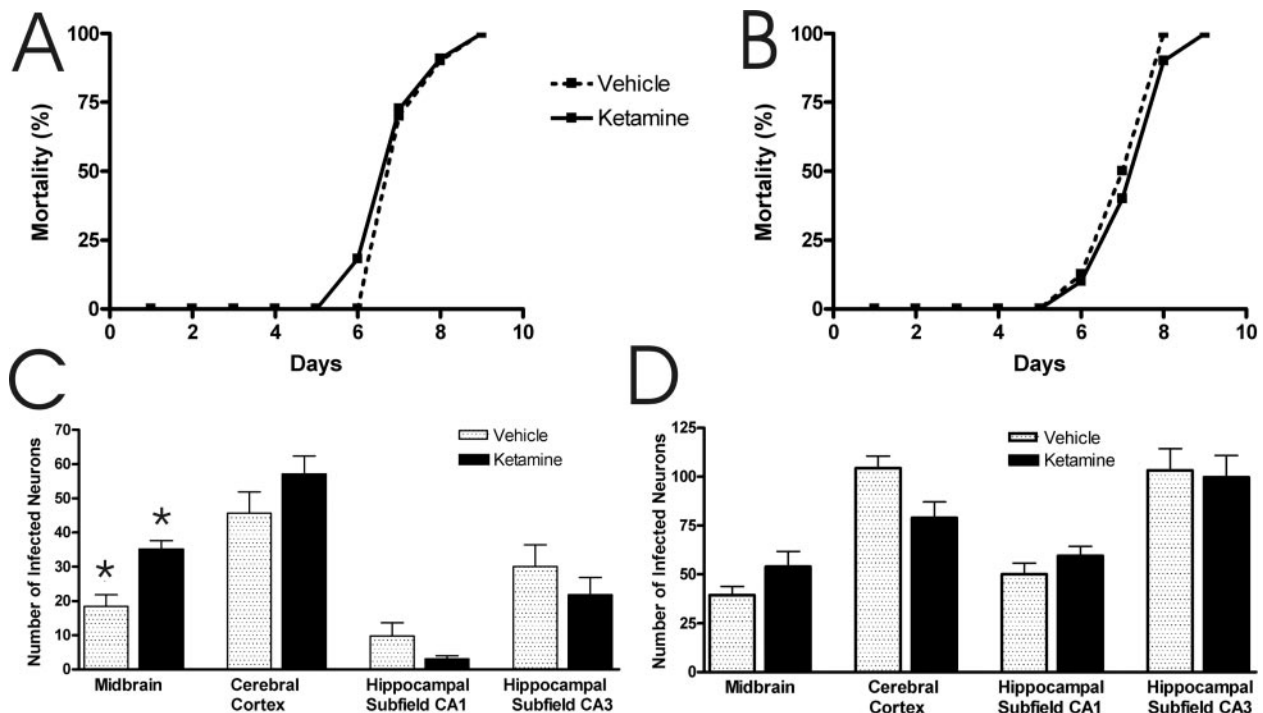 A
Mortality (%)
100
75
50
25
0
0 2 4 6 8 10
Days
Vehicle
Ketamine
B
Mortality (%)
100
75
50
25
0
0 2 4 6 8 10
Days
C
Number of Infected Neurons
70
60
50
40
30
20
10
0
Vehicle
Ketamine
*
*
Midbrain
Cerebral
Cortex
Hippocampal
Subfield CA1
Hippocampal
Subfield CA3
D
Number of Infected Neurons
125
100
75
50
25
0
Vehicle
Ketamine
Midbrain
Cerebral
Cortex
Hippocampal
Subfield CA1
Hippocampal
Subfield CA3